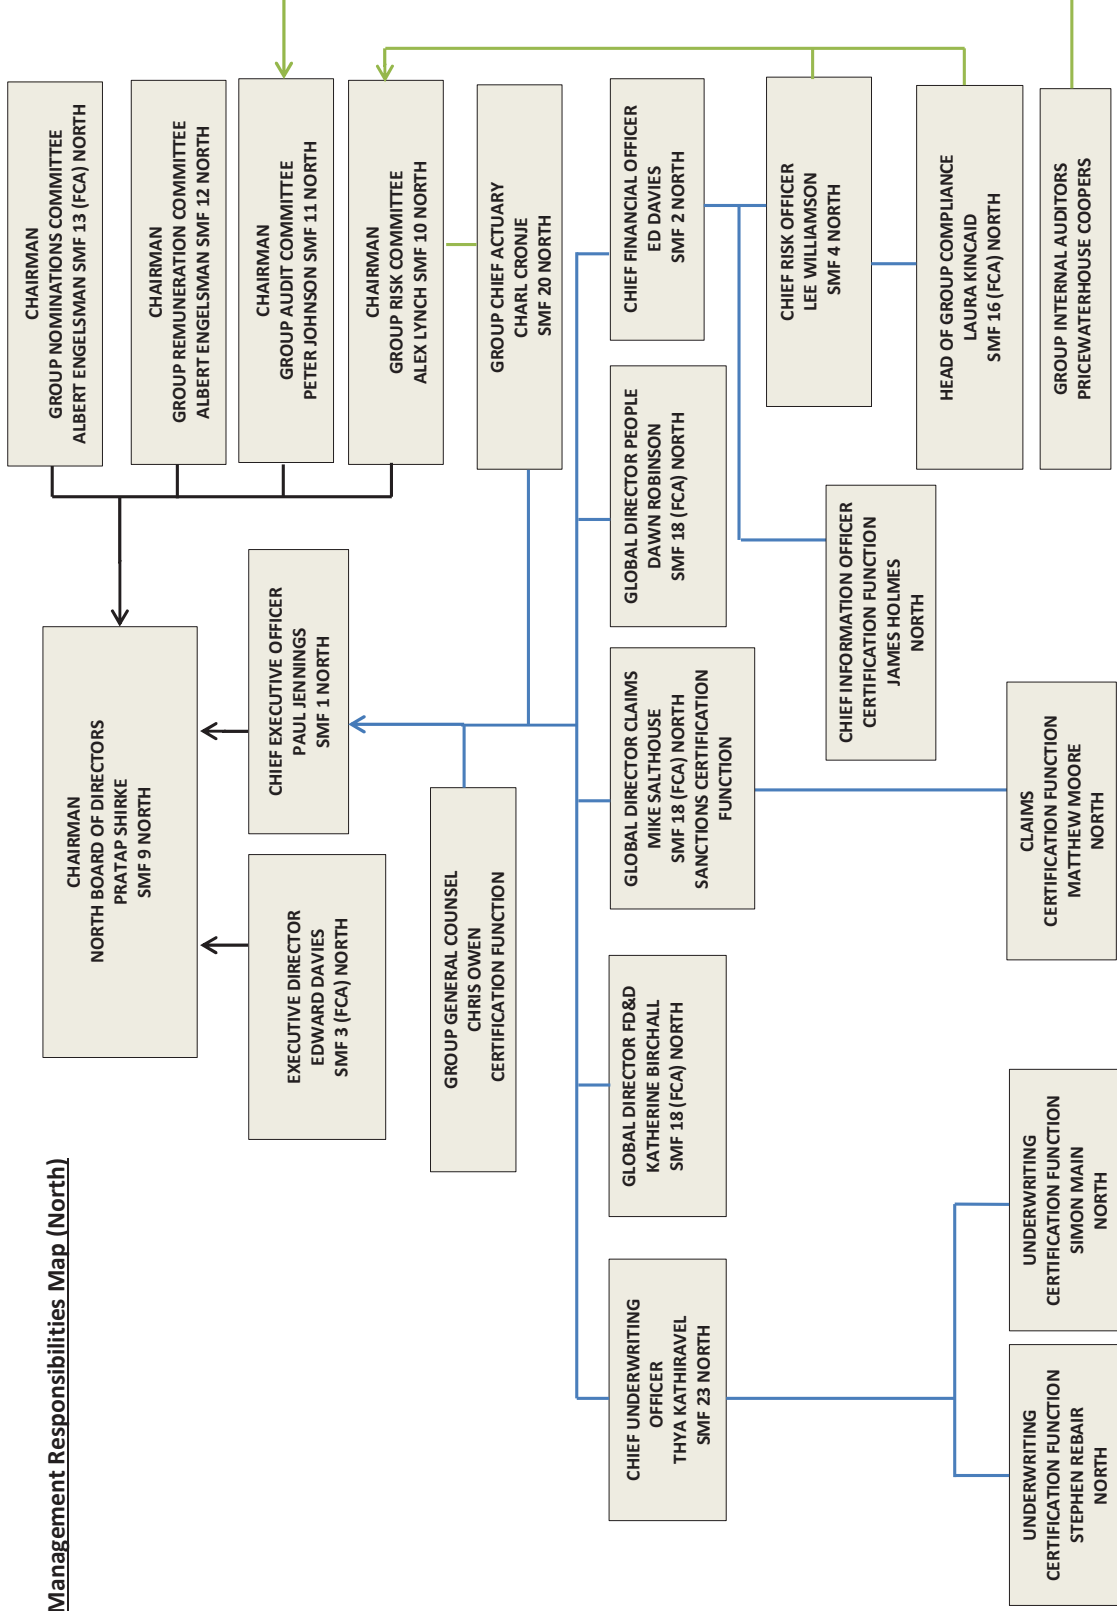 Management Responsibilities Map (North)
CHAIRMAN
NORTH BOARD OF DIRECTORS
PRATAP SHIRKE
SMF 9 NORTH
CHAIRMAN
GROUP NOMINATIONS COMMITTEE
ALBERT ENGELSMAN SMF 13 (FCA) NORTH
CHAIRMAN
GROUP REMUNERATION COMMITTEE
ALBERT ENGELSMAN SMF 12 NORTH
CHAIRMAN
GROUP AUDIT COMMITTEE
PETER JOHNSON SMF 11 NORTH
CHAIRMAN
GROUP RISK COMMITTEE
ALEX LYNCH SMF 10 NORTH
EXECUTIVE DIRECTOR
EDWARD DAVIES
SMF 3 (FCA) NORTH
CHIEF EXECUTIVE OFFICER
PAUL JENNINGS
SMF 1 NORTH
GROUP GENERAL COUNSEL
CHRIS OWEN
CERTIFICATION FUNCTION
GROUP CHIEF ACTUARY
CHARL CRONJE
SMF 20 NORTH
CHIEF UNDERWRITING
OFFICER
THYA KATHIRAVEL
SMF 23 NORTH
GLOBAL DIRECTOR FD&D
KATHERINE BIRCHALL
SMF 18 (FCA) NORTH
GLOBAL DIRECTOR CLAIMS
MIKE SALTHOUSE
SMF 18 (FCA) NORTH
SANCTIONS CERTIFICATION
FUNCTION
GLOBAL DIRECTOR PEOPLE
DAWN ROBINSON
SMF 18 (FCA) NORTH
CHIEF FINANCIAL OFFICER
ED DAVIES
SMF 2 NORTH
CHIEF RISK OFFICER
LEE WILLIAMSON
SMF 4 NORTH
CHIEF INFORMATION OFFICER
CERTIFICATION FUNCTION
JAMES HOLMES
NORTH
HEAD OF GROUP COMPLIANCE
LAURA KINCAID
SMF 16 (FCA) NORTH
UNDERWRITING
CERTIFICATION FUNCTION
STEPHEN REBAIR
NORTH
UNDERWRITING
CERTIFICATION FUNCTION
SIMON MAIN
NORTH
CLAIMS
CERTIFICATION FUNCTION
MATTHEW MOORE
NORTH
GROUP INTERNAL AUDITORS
PRICEWATERHOUSE COOPERS